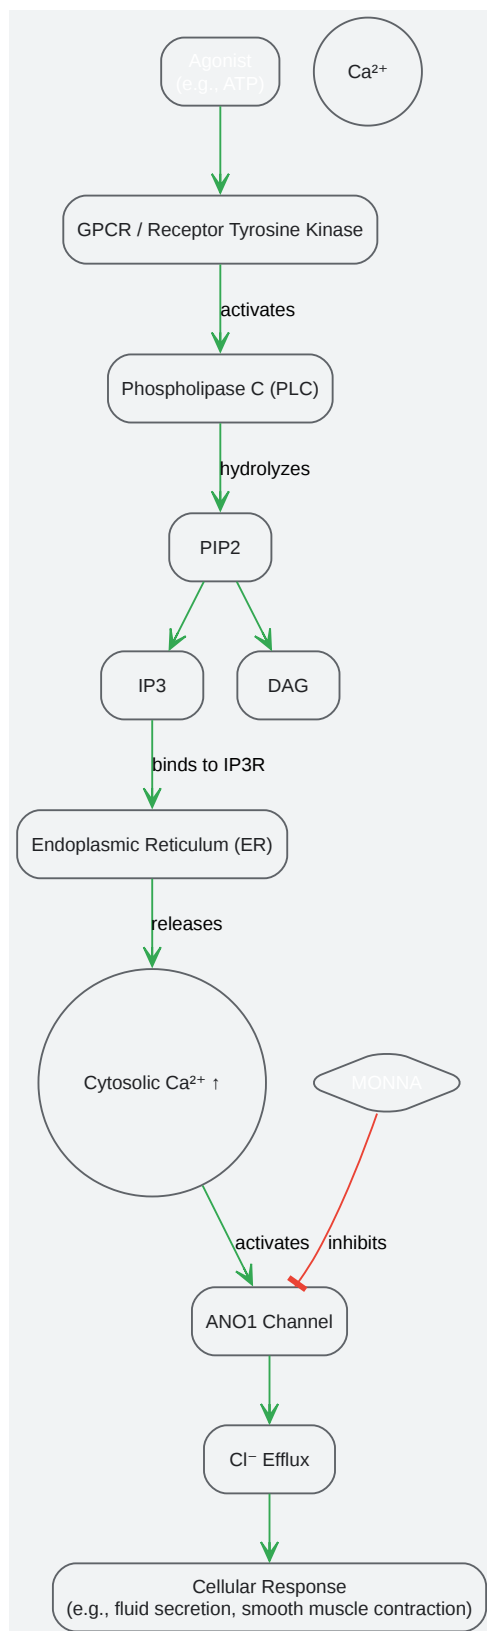 Agonist
(e.g., ATP)
Ca²⁺
GPCR / Receptor Tyrosine Kinase
activates
Phospholipase C (PLC)
hydrolyzes
PIP2
IP3
DAG
binds to IP3R
Endoplasmic Reticulum (ER)
releases
Cytosolic Ca²⁺ ↑
MONNA
activates
inhibits
ANO1 Channel
Cl⁻ Efflux
Cellular Response
(e.g., fluid secretion, smooth muscle contraction)